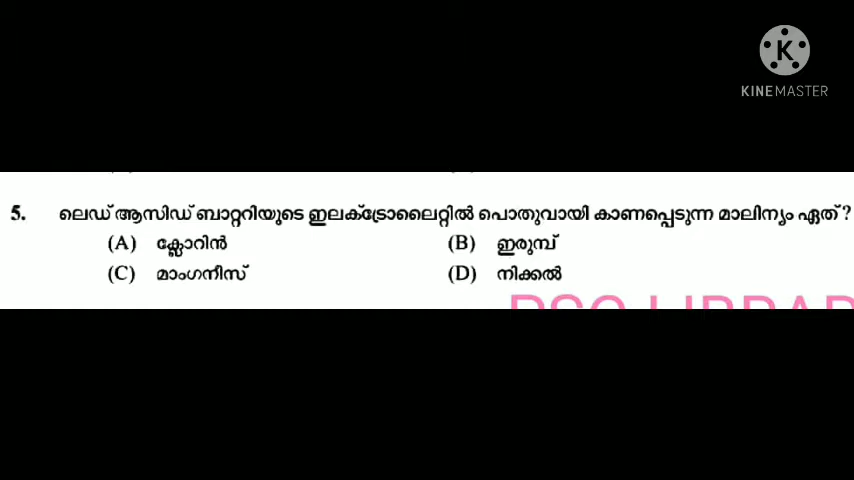 KINEMASTER
5. ലെഡ് ആസിഡ് ബാറ്ററിയുടെ ഇലക്ട്രോലൈറ്റിൽ പൊതുവായി കാണപ്പെടുന്ന മാലിന്യം ഏത് ?
(A) ക്ലോറിൻ (B) ഇരുമ്പ്
(C) മാംഗനീസ് (D) നിക്കൽ